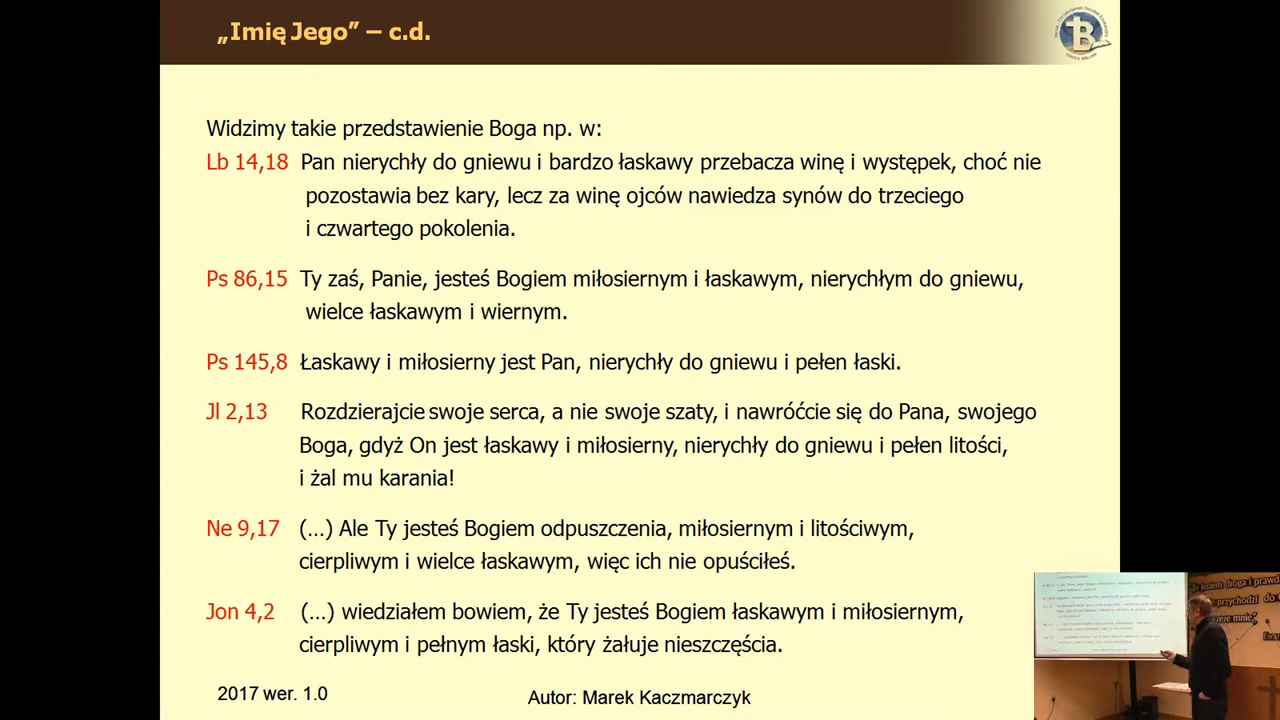 „Imię Jego” – c.d.
Widzimy takie przedstawienie Boga np. w:
Lb 14,18 Pan nierychły do gniewu i bardzo łaskawy przebacza winę i występek, choć nie
pozostawia bez kary, lecz za winę ojców nawiedza synów do trzeciego
i czwartego pokolenia.
Ps 86,15 Ty zaś, Panie, jesteś Bogiem miłosiernym i łaskawym, nierychłym do gniewu,
wielce łaskawym i wiernym.
Ps 145,8 Łaskawy i miłosierny jest Pan, nierychły do gniewu i pełen łaski.
Jl 2,13 Rozdzierajcie swoje serca, a nie swoje szaty, i nawróćcie się do Pana, swojego
Boga, gdyż On jest łaskawy i miłosierny, nierychły do gniewu i pełen litości,
i żal mu karania!
Ne 9,17 (...) Ale Ty jesteś Bogiem odpuszczenia, miłosiernym i litościwym,
cierpliwym i wielce łaskawym, więc ich nie opuściłeś.
Jon 4,2 (...) wiedziałem bowiem, że Ty jesteś Bogiem łaskawym i miłosiernym,
cierpliwym i pełnym łaski, który żałuje nieszczęścia.
2017 wer. 1.0
Autor: Marek Kaczmarczyk
jestem droga i prawd
przychodzi do
mnie